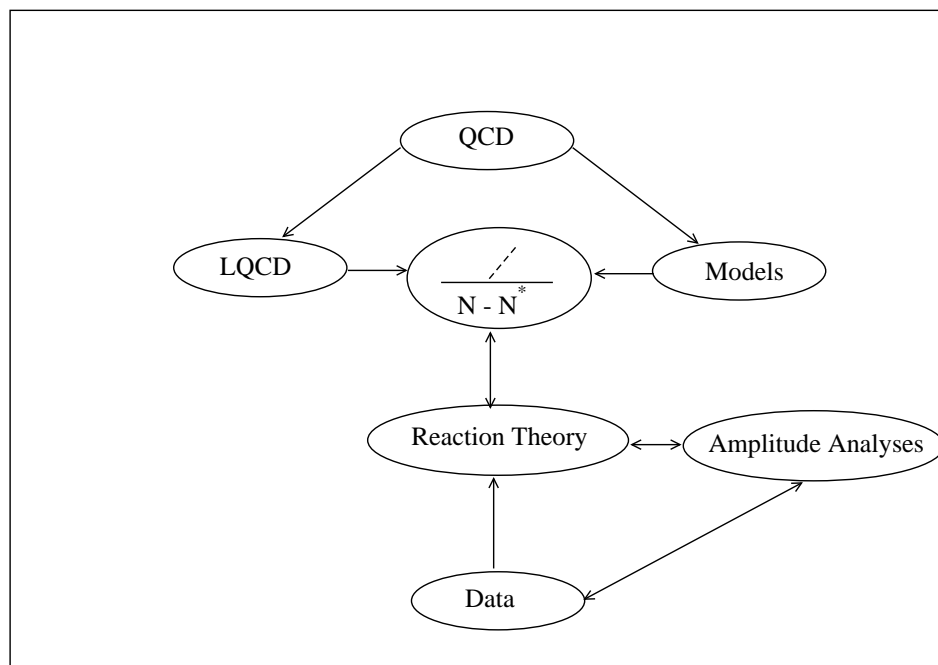 QCD
LQCD
Models
N - N*
Reaction Theory
Amplitude Analyses
Data